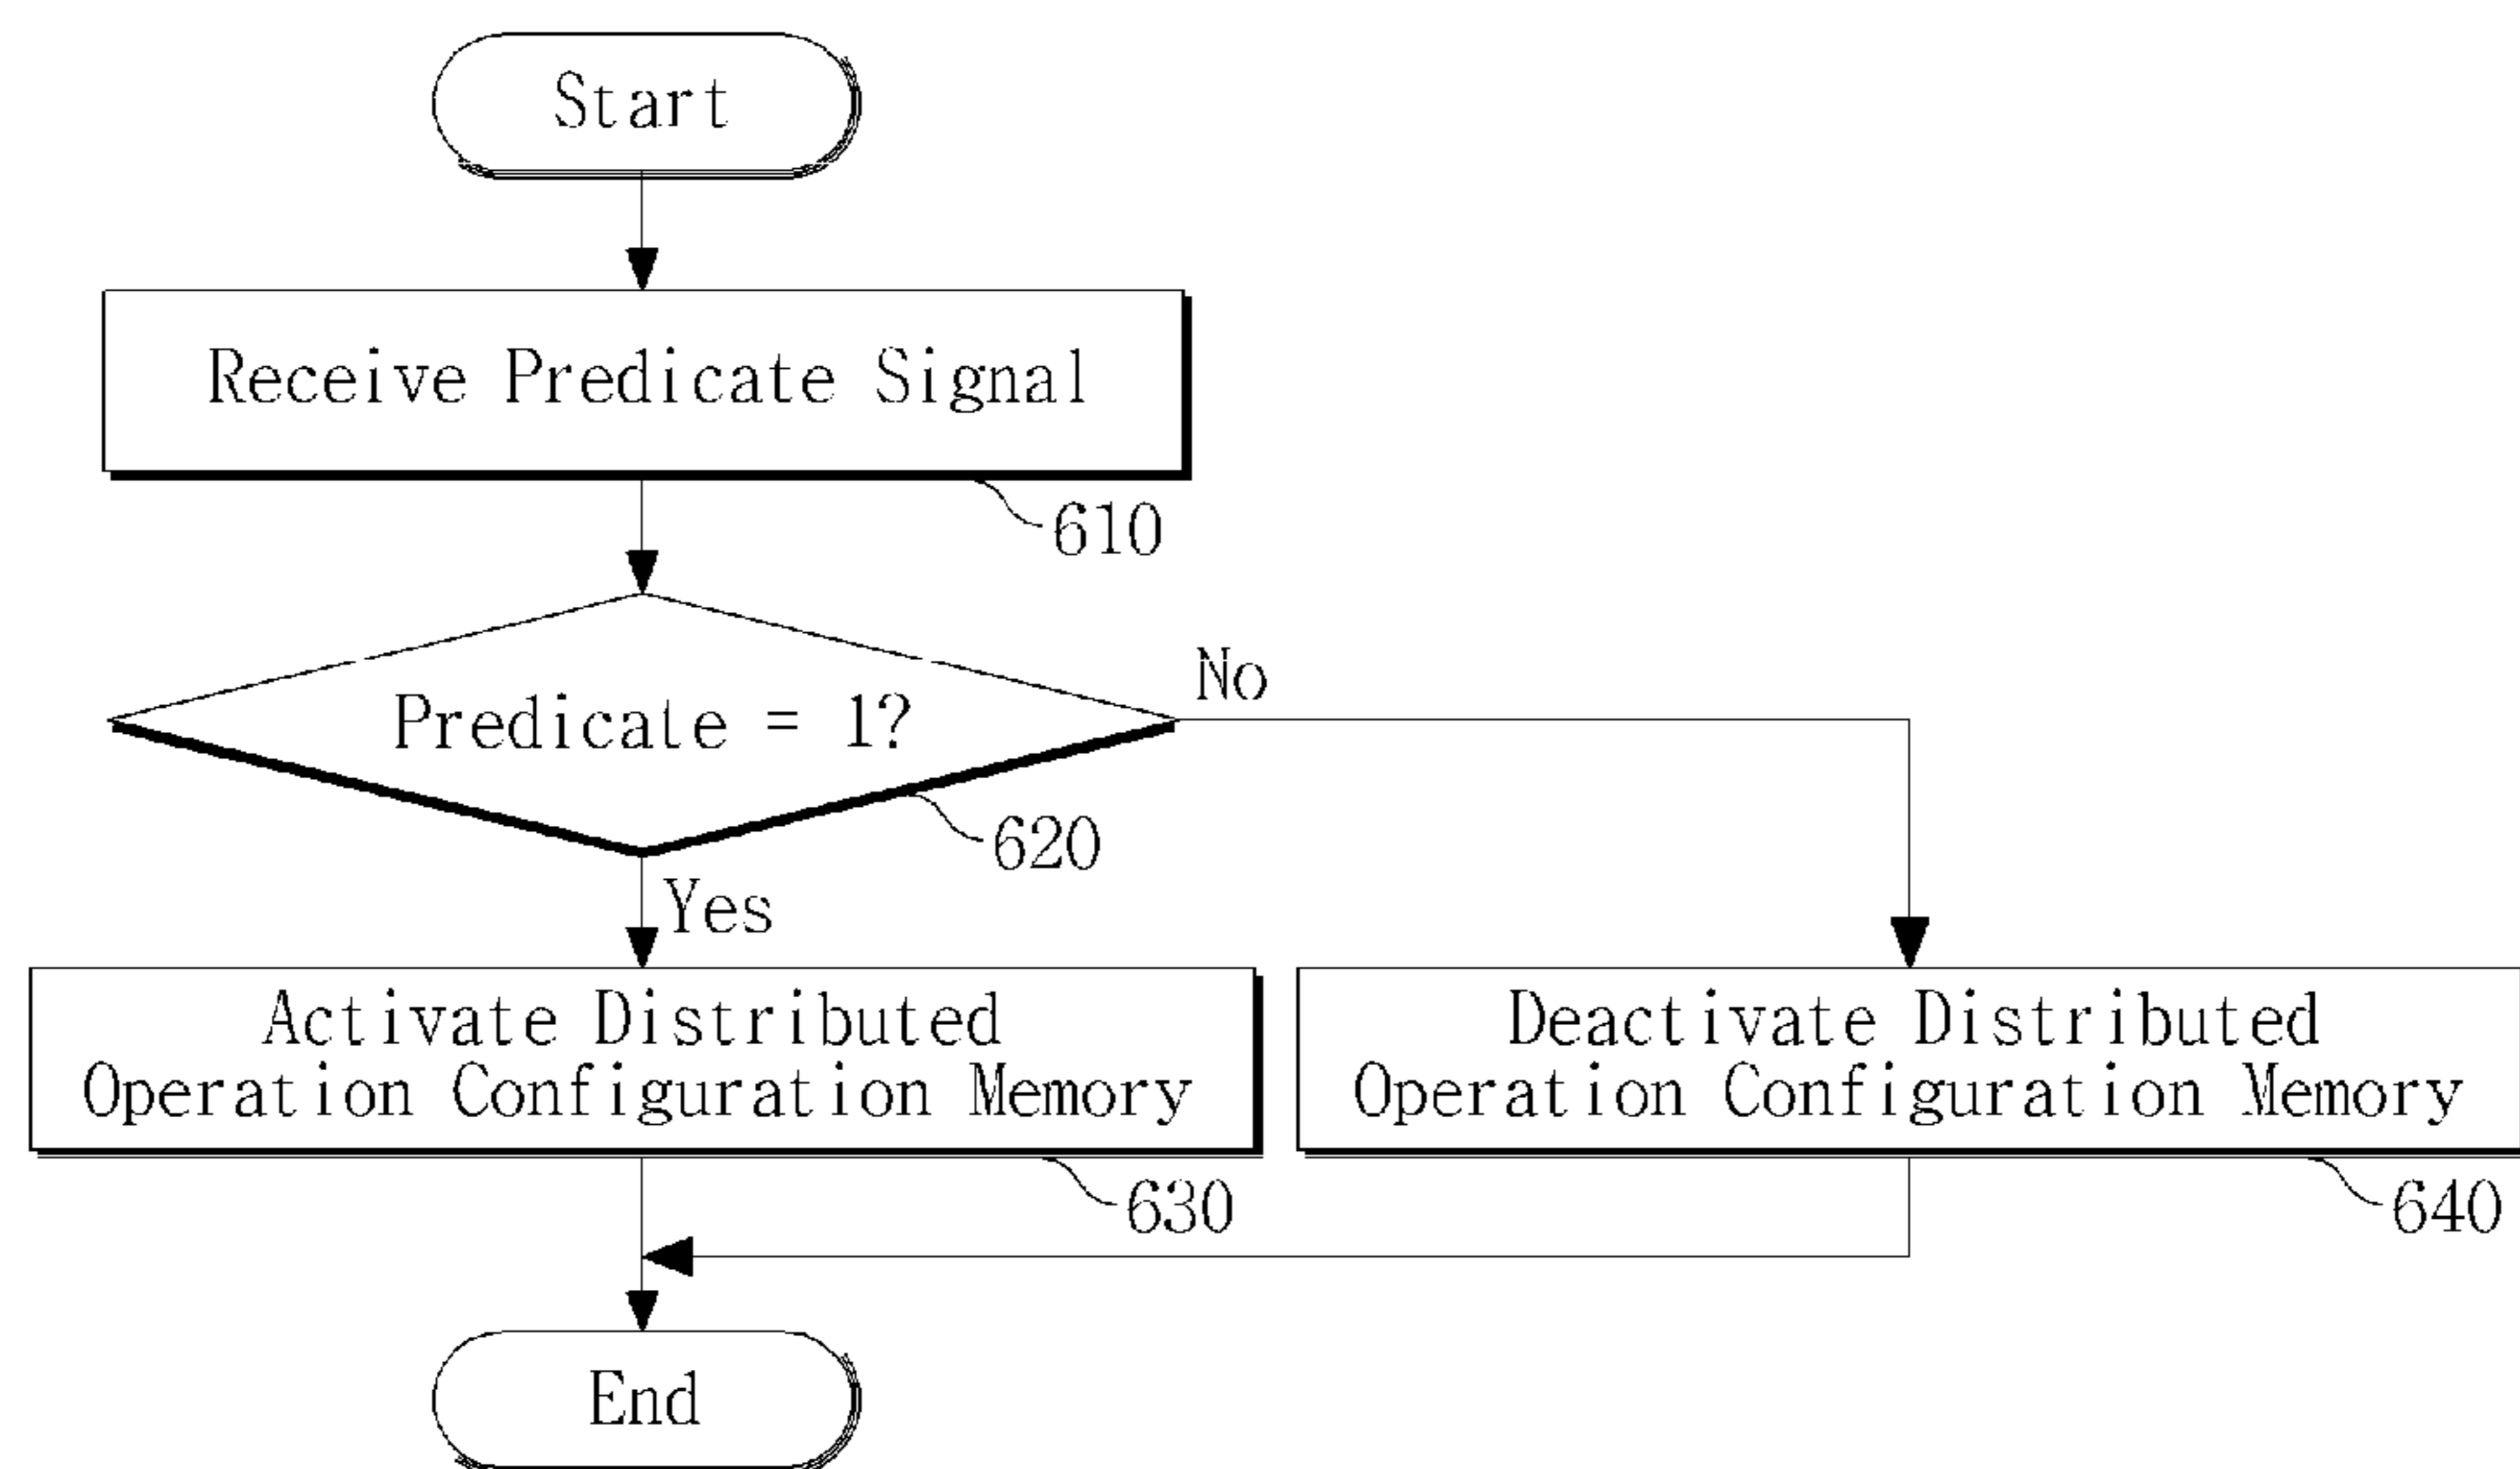 Start
Receive Predicate Signal
610
Predicate = 1?
No
620
Yes
Activate Distributed
Operation Configuration Memory
630
Deactivate Distributed
Operation Configuration Memory
640
End